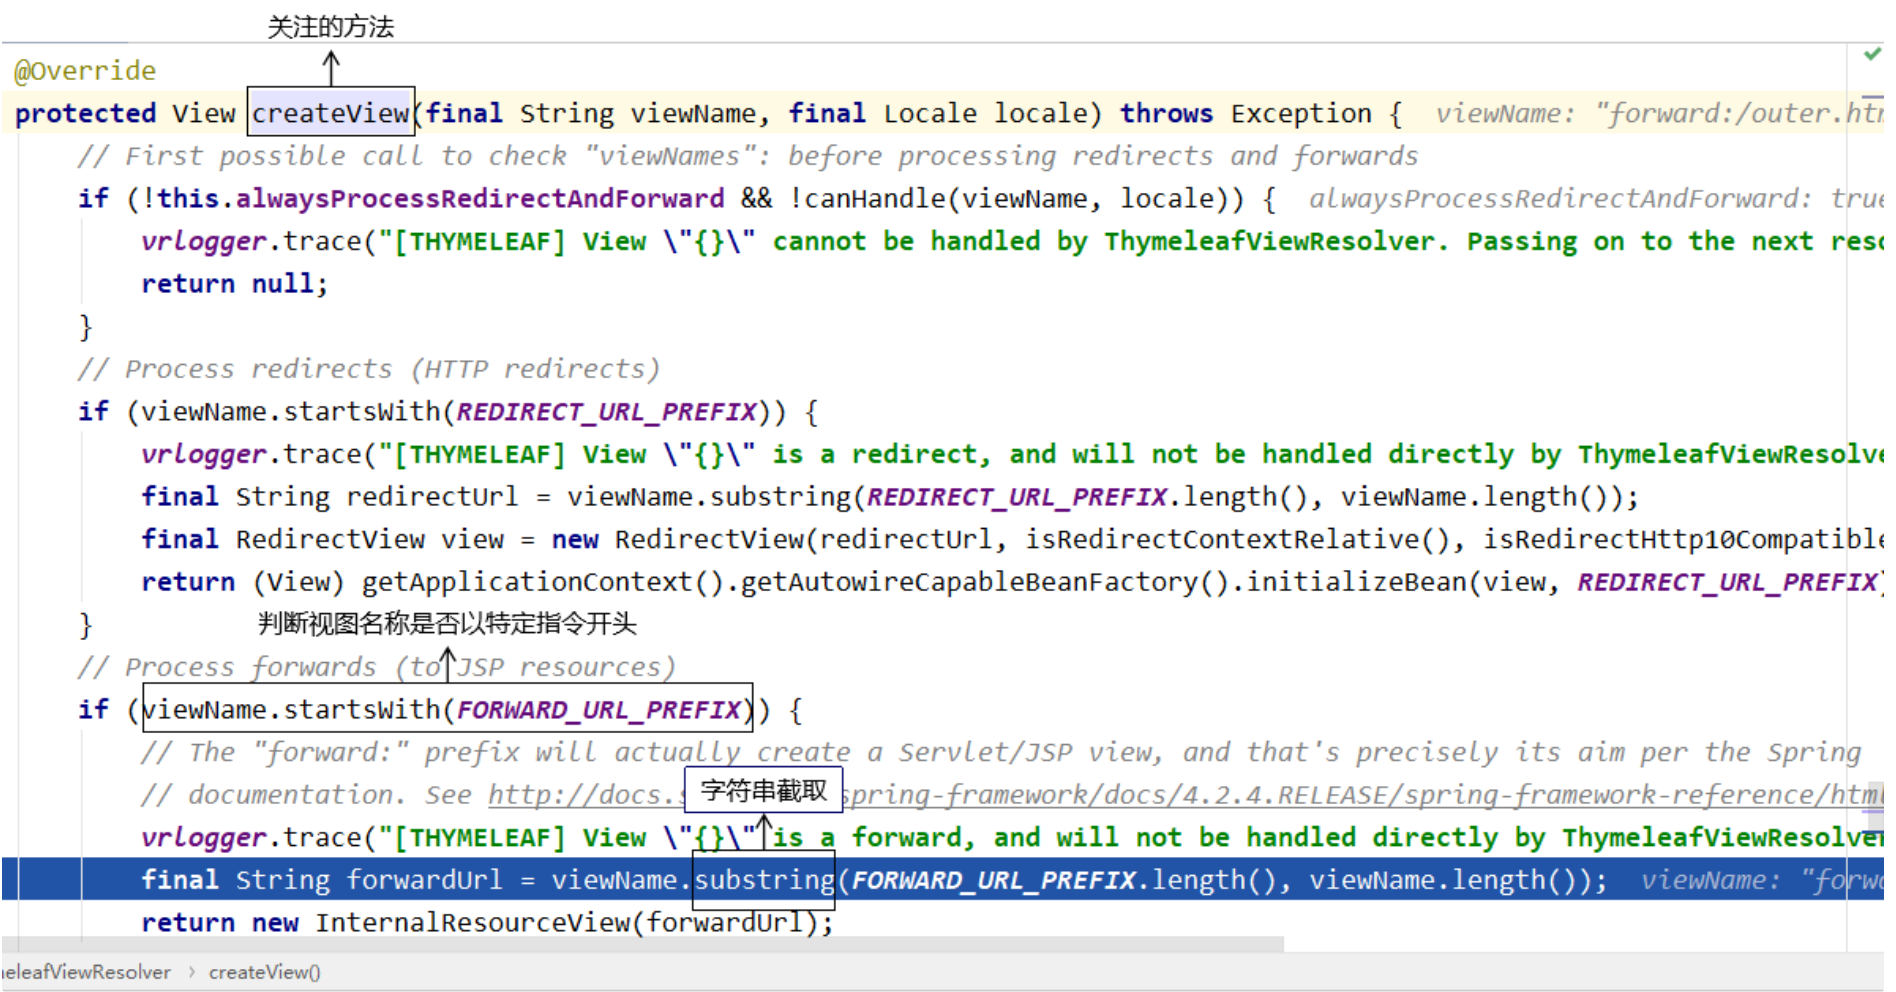 关注的方法
@Override
protected View createView(final String viewName, final Locale locale) throws Exception {  viewName: "forward:/outer.htm
// First possible call to check "viewNames": before processing redirects and forwards
if (!this.alwaysProcessRedirectAndForward && !canHandle(viewName, locale)) {  alwaysProcessRedirectAndForward: true
vrlogger.trace("[THYMELEAF] View \"{}\" cannot be handled by ThymeleafViewResolver. Passing on to the next reso
return null;
}
// Process redirects (HTTP redirects)
if (viewName.startsWith(REDIRECT_URL_PREFIX)) {
vrlogger.trace("[THYMELEAF] View \"{}\" is a redirect, and will not be handled directly by ThymeleafViewResolve
final String redirectUrl = viewName.substring(REDIRECT_URL_PREFIX.length(), viewName.length());
final RedirectView view = new RedirectView(redirectUrl, isRedirectContextRelative(), isRedirectHttp10Compatible
return (View) getApplicationContext().getAutowireCapableBeanFactory().initializeBean(view, REDIRECT_URL_PREFIX)
}
判断视图名称是否以特定指令开头
// Process forwards (to JSP resources)
if (viewName.startsWith(FORWARD_URL_PREFIX)) {
// The "forward:" prefix will actually create a Servlet/JSP view, and that's precisely its aim per the Spring
// documentation. See http://docs.s 字符串截取 spring-framework/docs/4.2.4.RELEASE/spring-framework-reference/html
vrlogger.trace("[THYMELEAF] View \"{}\" is a forward, and will not be handled directly by ThymeleafViewResolver
final String forwardUrl = viewName.substring(FORWARD_URL_PREFIX.length(), viewName.length());  viewName: "forwa
return new InternalResourceView(forwardUrl);
eleafViewResolver › createView()